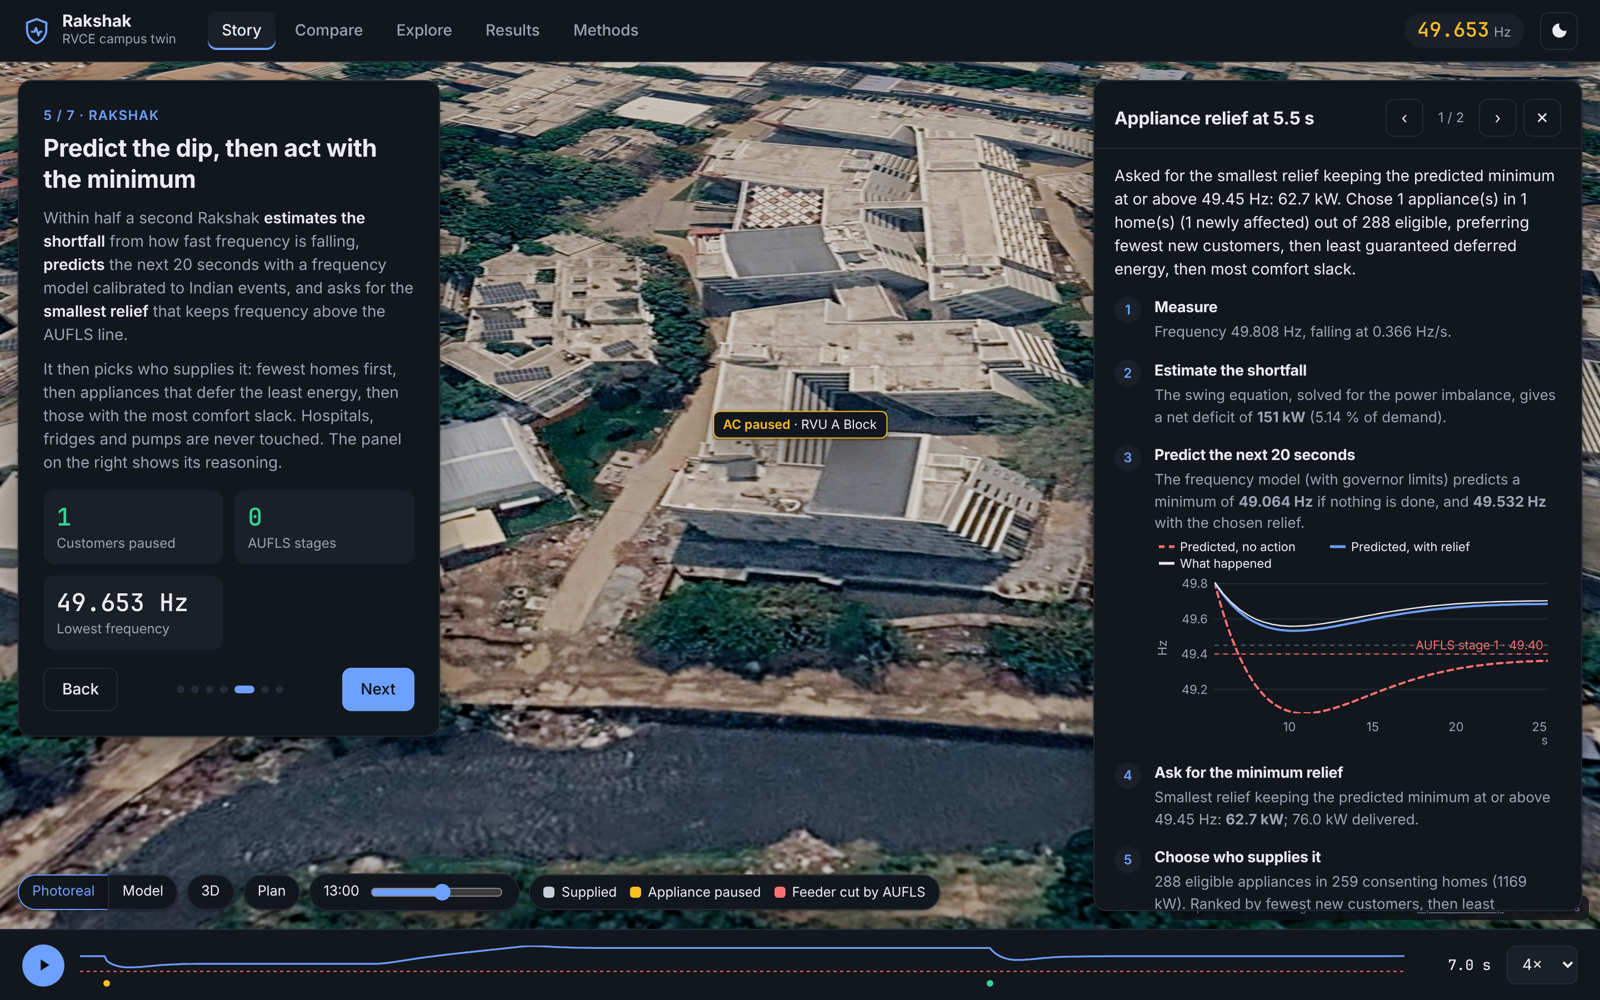 Rakshak
RVCE campus twin
Story
Compare
Explore
Results
Methods
49.653 Hz
5 / 7 · RAKSHAK
Predict the dip, then act with
the minimum
Within half a second Rakshak estimates the
shortfall from how fast frequency is falling,
predicts the next 20 seconds with a frequency
model calibrated to Indian events, and asks for the
smallest relief that keeps frequency above the
AUFLS line.
It then picks who supplies it: fewest homes first,
then appliances that defer the least energy, then
those with the most comfort slack. Hospitals,
fridges and pumps are never touched. The panel
on the right shows its reasoning.
1
Customers paused
0
AUFLS stages
49.653 Hz
Lowest frequency
Back
Next
AC paused · RVU A Block
Appliance relief at 5.5 s
‹
1 / 2
›
×
Asked for the smallest relief keeping the predicted minimum
at or above 49.45 Hz: 62.7 kW. Chose 1 appliance(s) in 1
home(s) (1 newly affected) out of 288 eligible, preferring
fewest new customers, then least guaranteed deferred
energy, then most comfort slack.
1
Measure
Frequency 49.808 Hz, falling at 0.366 Hz/s.
2
Estimate the shortfall
The swing equation, solved for the power imbalance, gives
a net deficit of 151 kW (5.14 % of demand).
3
Predict the next 20 seconds
The frequency model (with governor limits) predicts a
minimum of 49.064 Hz if nothing is done, and 49.532 Hz
with the chosen relief.
Predicted, no action
Predicted, with relief
What happened
49.8
49.6
49.4
49.2
Hz
AUFLS stage 1 · 49.40
10
15
20
25
s
4
Ask for the minimum relief
Smallest relief keeping the predicted minimum at or above
49.45 Hz: 62.7 kW; 76.0 kW delivered.
5
Choose who supplies it
288 eligible appliances in 259 consenting homes (1169
kW). Ranked by fewest new customers, then least
Photoreal
Model
3D
Plan
13:00
Supplied
Appliance paused
Feeder cut by AUFLS
7.0 s
4×